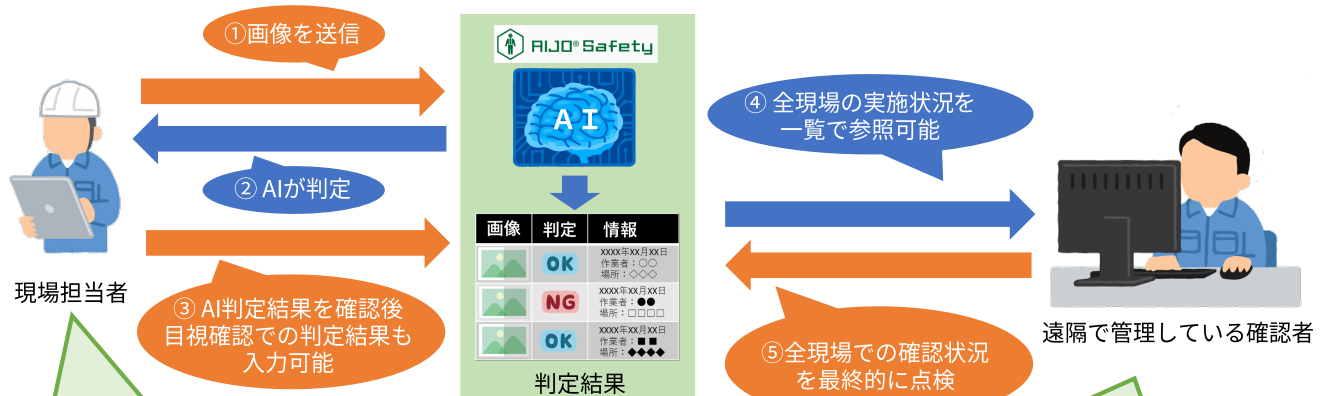 ①画像を送信
② AIが判定
③ AI判定結果を確認後
目視確認での判定結果も
入力可能
現場担当者
AIJO® Safety
AI
画像 判定 情報
OK
XXXX年XX月XX日
作業者：○○
場所：◇◇◇
NG
XXXX年XX月XX日
作業者：●●
場所：□□□□
OK
XXXX年XX月XX日
作業者：■■
場所：◆◆◆◆
判定結果
④ 全現場の実施状況を
一覧で参照可能
⑤全現場での確認状況
を最終的に点検
遠隔で管理している確認者